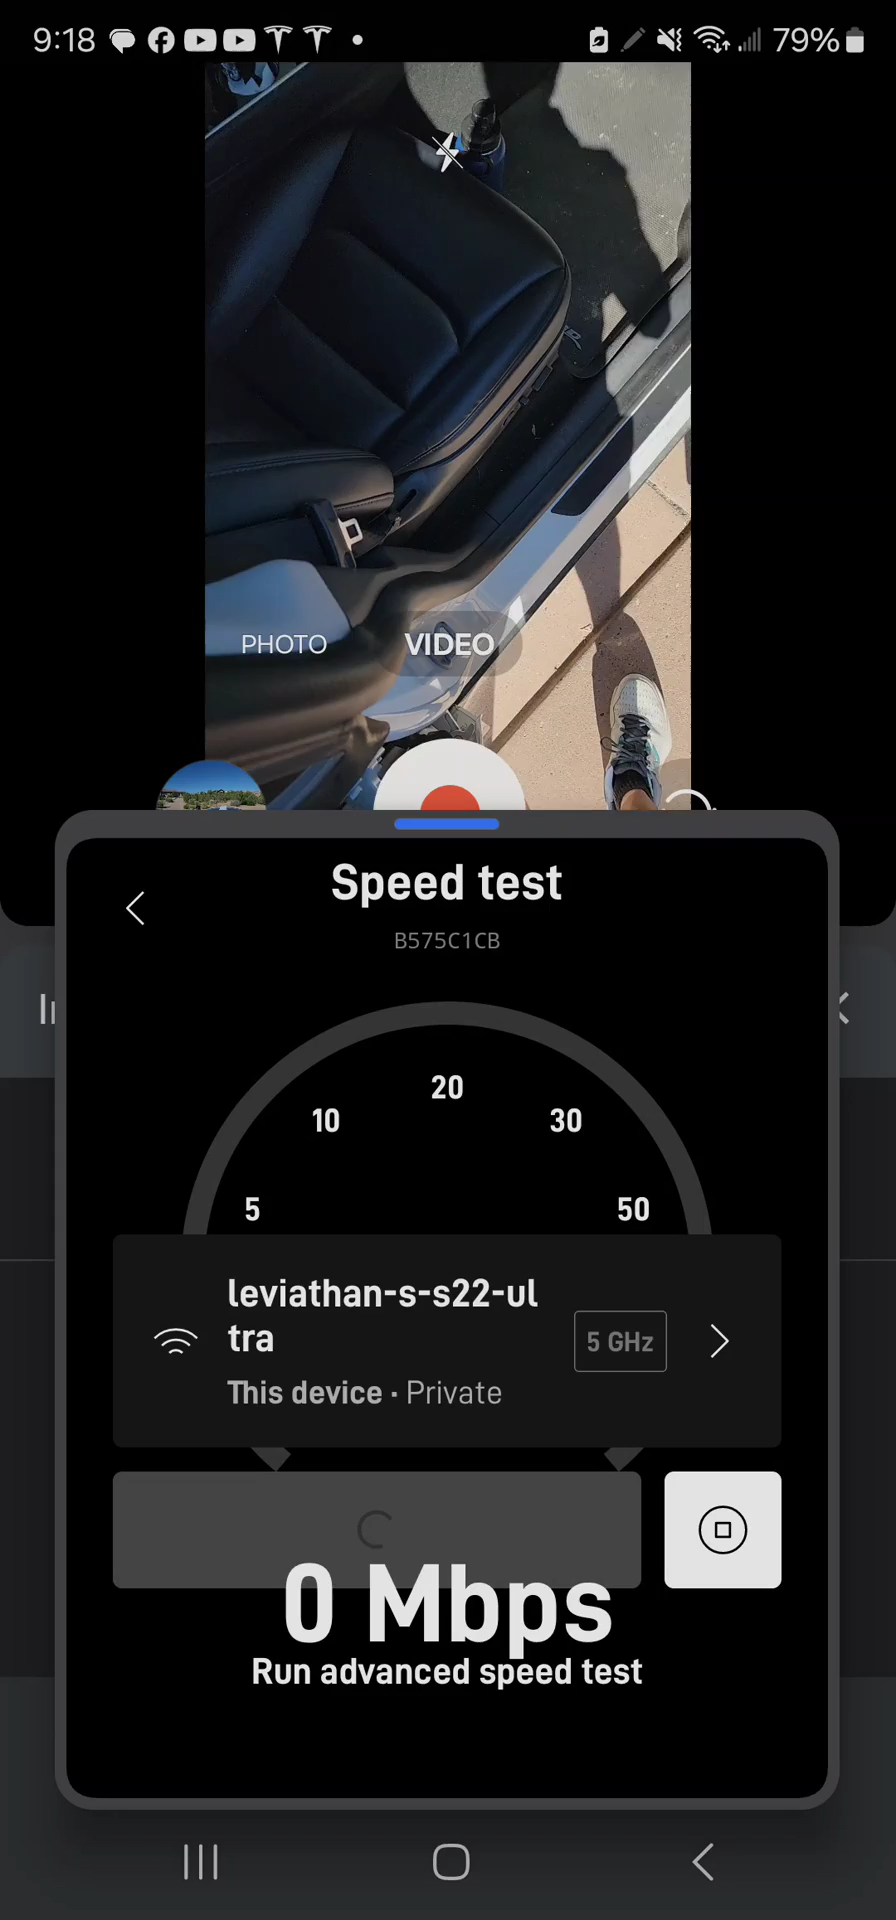 9:18
79%
PHOTO
VIDEO
Speed test
B575C1CB
20
10
30
5
50
leviathan-s-s22-ul
tra
5 GHz
This device · Private
0 Mbps
Run advanced speed test